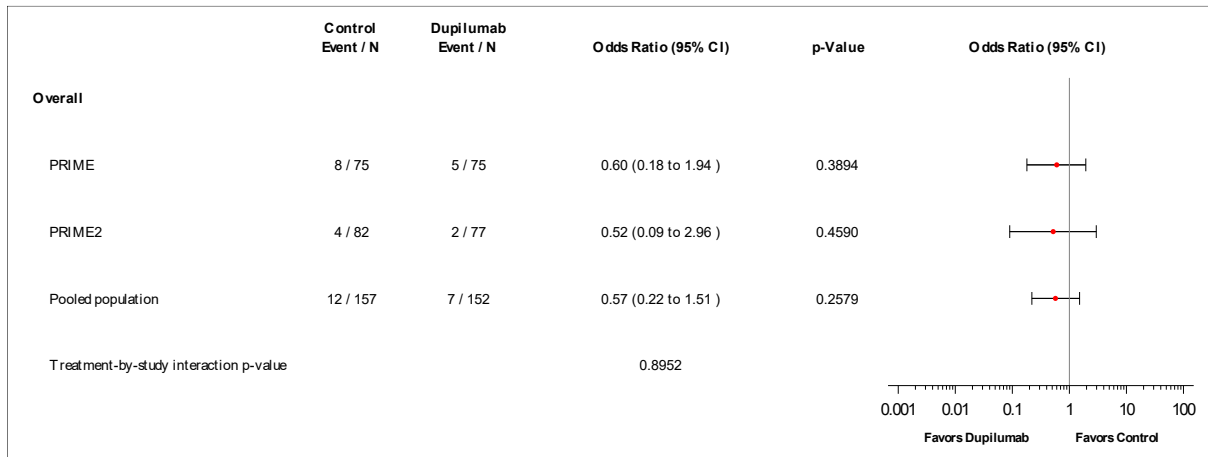 Control Dupilumab
Event / N Event / N Odds Ratio (95% CI) p-Value Odds Ratio (95% CI)
Overall
PRIME 8 / 75 5 / 75 0.60 (0.18 to 1.94 ) 0.3894
PRIME2 4 / 82 2 / 77 0.52 (0.09 to 2.96 ) 0.4590
Pooled population 12 / 157 7 / 152 0.57 (0.22 to 1.51 ) 0.2579
Treatment-by-study interaction p-value 0.8952
0.001 0.01 0.1 1 10 100
Favors Dupilumab Favors Control